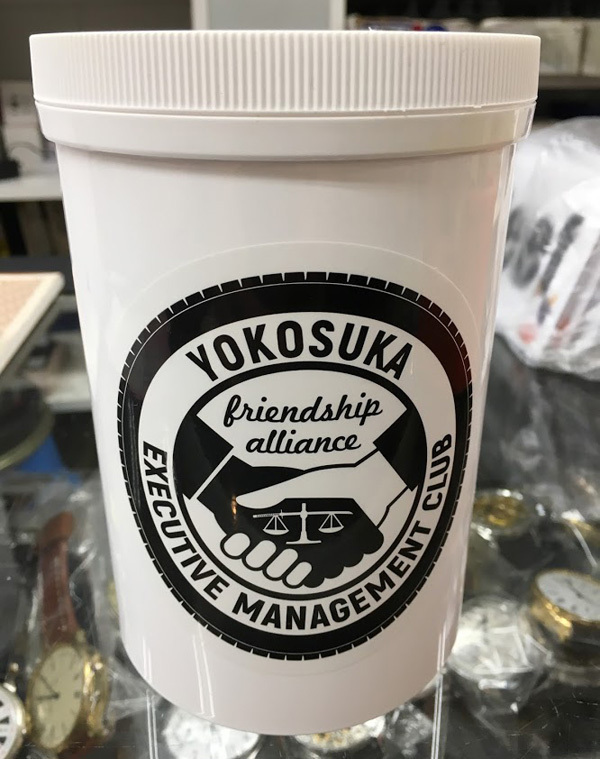 YOKOSUKA
friendship
alliance
EXECUTIVE MANAGEMENT CLUB